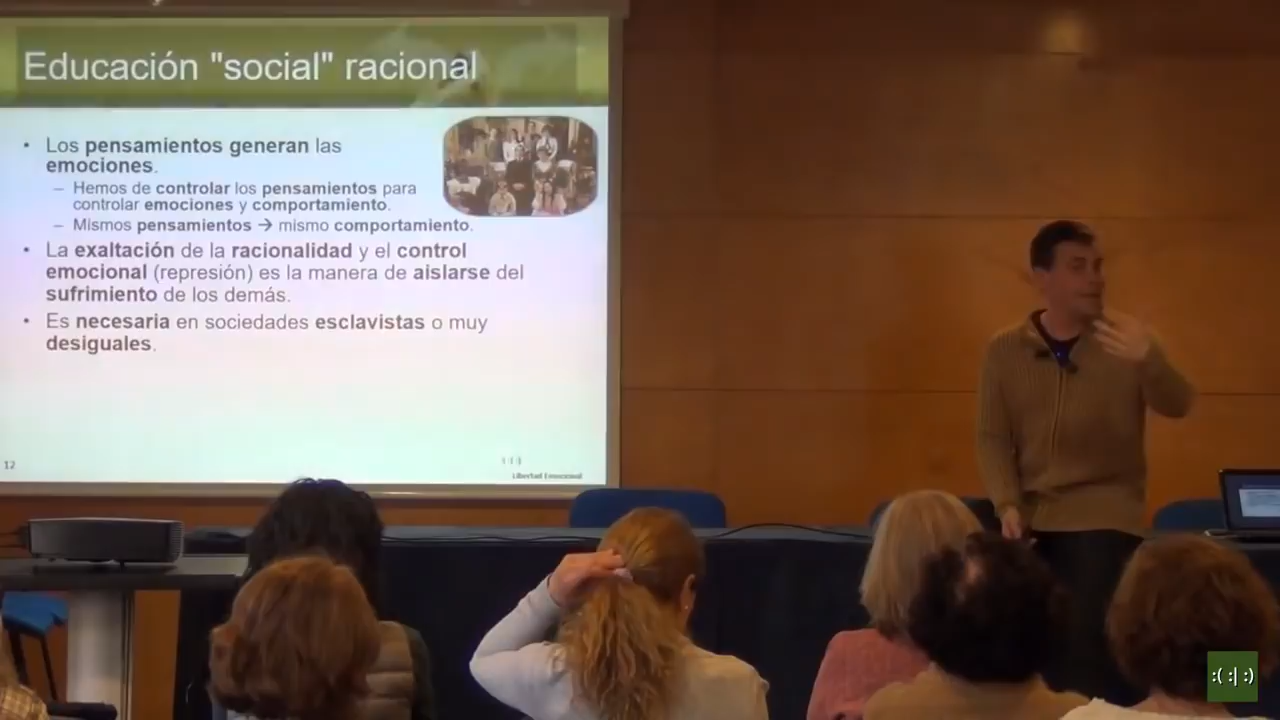 Educación "social" racional
• Los pensamientos generan las
emociones.
– Hemos de controlar los pensamientos para
controlar emociones y comportamiento.
– Mismos pensamientos → mismo comportamiento.
• La exaltación de la racionalidad y el control
emocional (represión) es la manera de aislarse del
sufrimiento de los demás.
• Es necesaria en sociedades esclavistas o muy
desiguales.
12
Libertad Emocional
:( :| :)